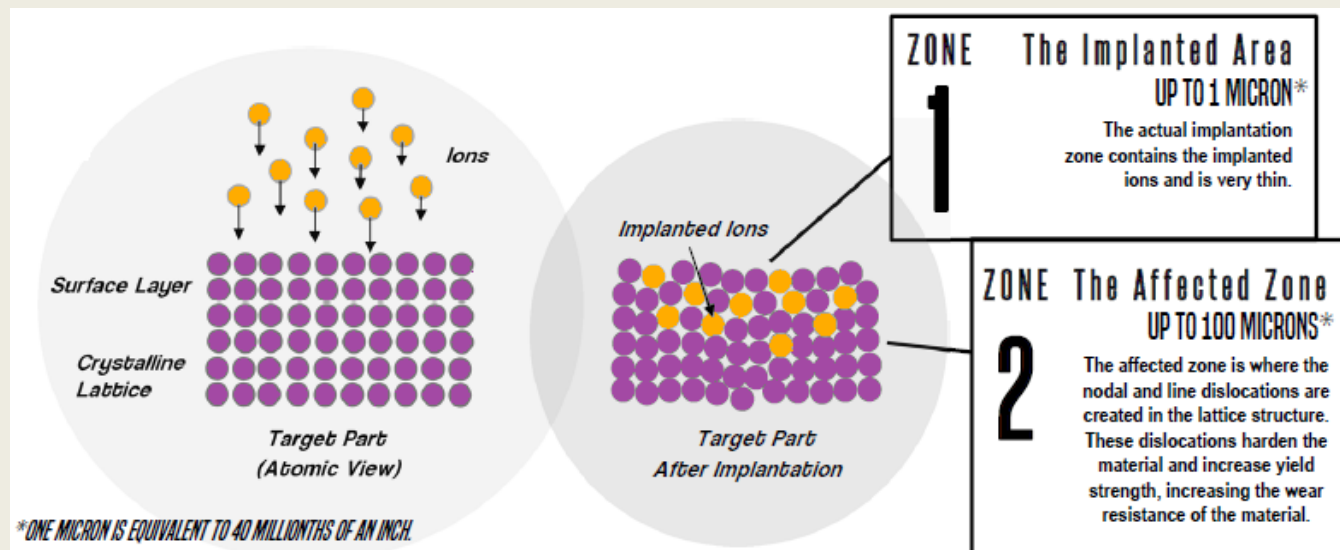 Ions
Surface Layer
Crystalline
Lattice
Target Part
(Atomic View)
Implanted Ions
Target Part
After Implantation
ZONE The Implanted Area
1
UP TO 1 MICRON*
The actual implantation
zone contains the implanted
ions and is very thin.
ZONE The Affected Zone
2
UP TO 100 MICRONS*
The affected zone is where the
nodal and line dislocations are
created in the lattice structure.
These dislocations harden the
material and increase yield
strength, increasing the wear
resistance of the material.
*ONE MICRON IS EQUIVALENT TO 40 MILLIONTHS OF AN INCH.